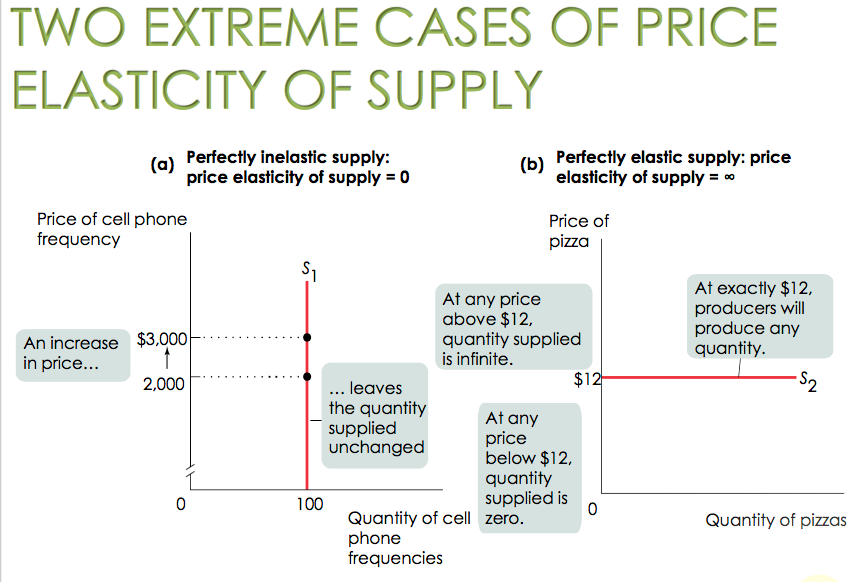 TWO EXTREME CASES OF PRICE
ELASTICITY OF SUPPLY
(a) Perfectly inelastic supply:
price elasticity of supply = 0
Price of cell phone
frequency
S1
An increase
in price…
$3,000
2,000
… leaves
the quantity
supplied
unchanged
0
100
Quantity of cell
phone
frequencies
(b) Perfectly elastic supply: price
elasticity of supply = ∞
Price of
pizza
At any price
above $12,
quantity supplied
is infinite.
At exactly $12,
producers will
produce any
quantity.
$12
S2
At any
price
below $12,
quantity
supplied is
zero.
0
Quantity of pizzas